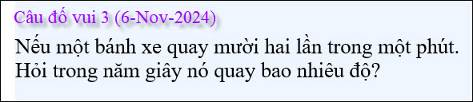 Câu đố vui 3 (6-Nov-2024)
Nếu một bánh xe quay mười hai lần trong một phút.
Hỏi trong năm giây nó quay bao nhiêu độ?